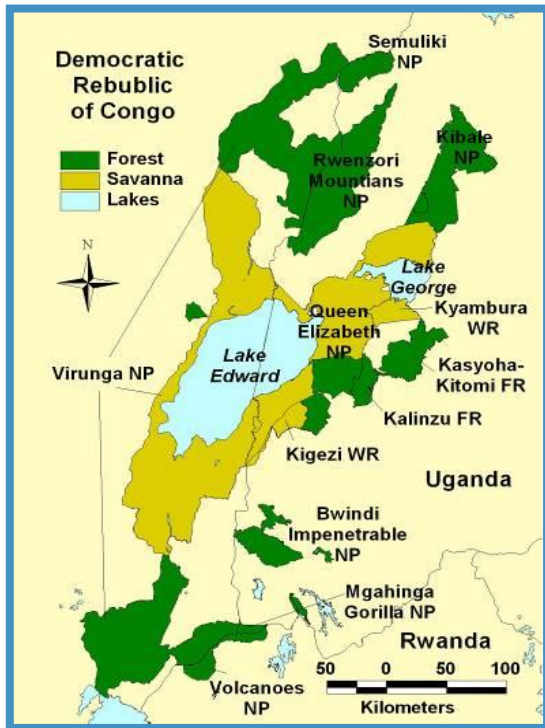 Democratic
Rebublic
of Congo
Semuliki
NP
Forest
Savanna
Lakes
Kibale
NP
Rwenzori
Mountians
NP
N
Lake
George
Queen
Elizabeth
NP
Kyambura
WR
Lake
Edward
Virunga NP
Kasyoha-
Kitomi FR
Kalinzu FR
Kigezi WR
Uganda
Bwindi
Impenetrable
NP
Mgahinga
Gorilla NP
Rwanda
Volcanoes
NP
50 0 50 100
Kilometers